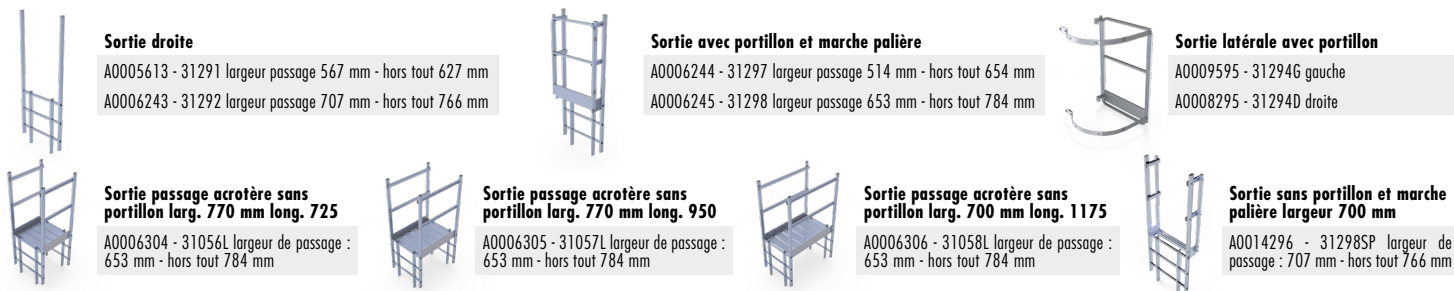 Sortie droite
A0005613 - 31291 largeur passage 567 mm - hors tout 627 mm
A0006243 - 31292 largeur passage 707 mm - hors tout 766 mm
Sortie avec portillon et marche palière
A0006244 - 31297 largeur passage 514 mm - hors tout 654 mm
A0006245 - 31298 largeur passage 653 mm - hors tout 784 mm
Sortie latérale avec portillon
A0009595 - 31294G gauche
A0008295 - 31294D droite
Sortie passage acrotère sans
portillon larg. 770 mm long. 725
A0006304 - 31056L largeur de passage :
653 mm - hors tout 784 mm
Sortie passage acrotère sans
portillon larg. 770 mm long. 950
A0006305 - 31057L largeur de passage :
653 mm - hors tout 784 mm
Sortie passage acrotère sans
portillon larg. 700 mm long. 1175
A0006306 - 31058L largeur de passage :
653 mm - hors tout 784 mm
Sortie sans portillon et marche
palière largeur 700 mm
A0014296 - 31298SP largeur de
passage : 707 mm - hors tout 766 mm